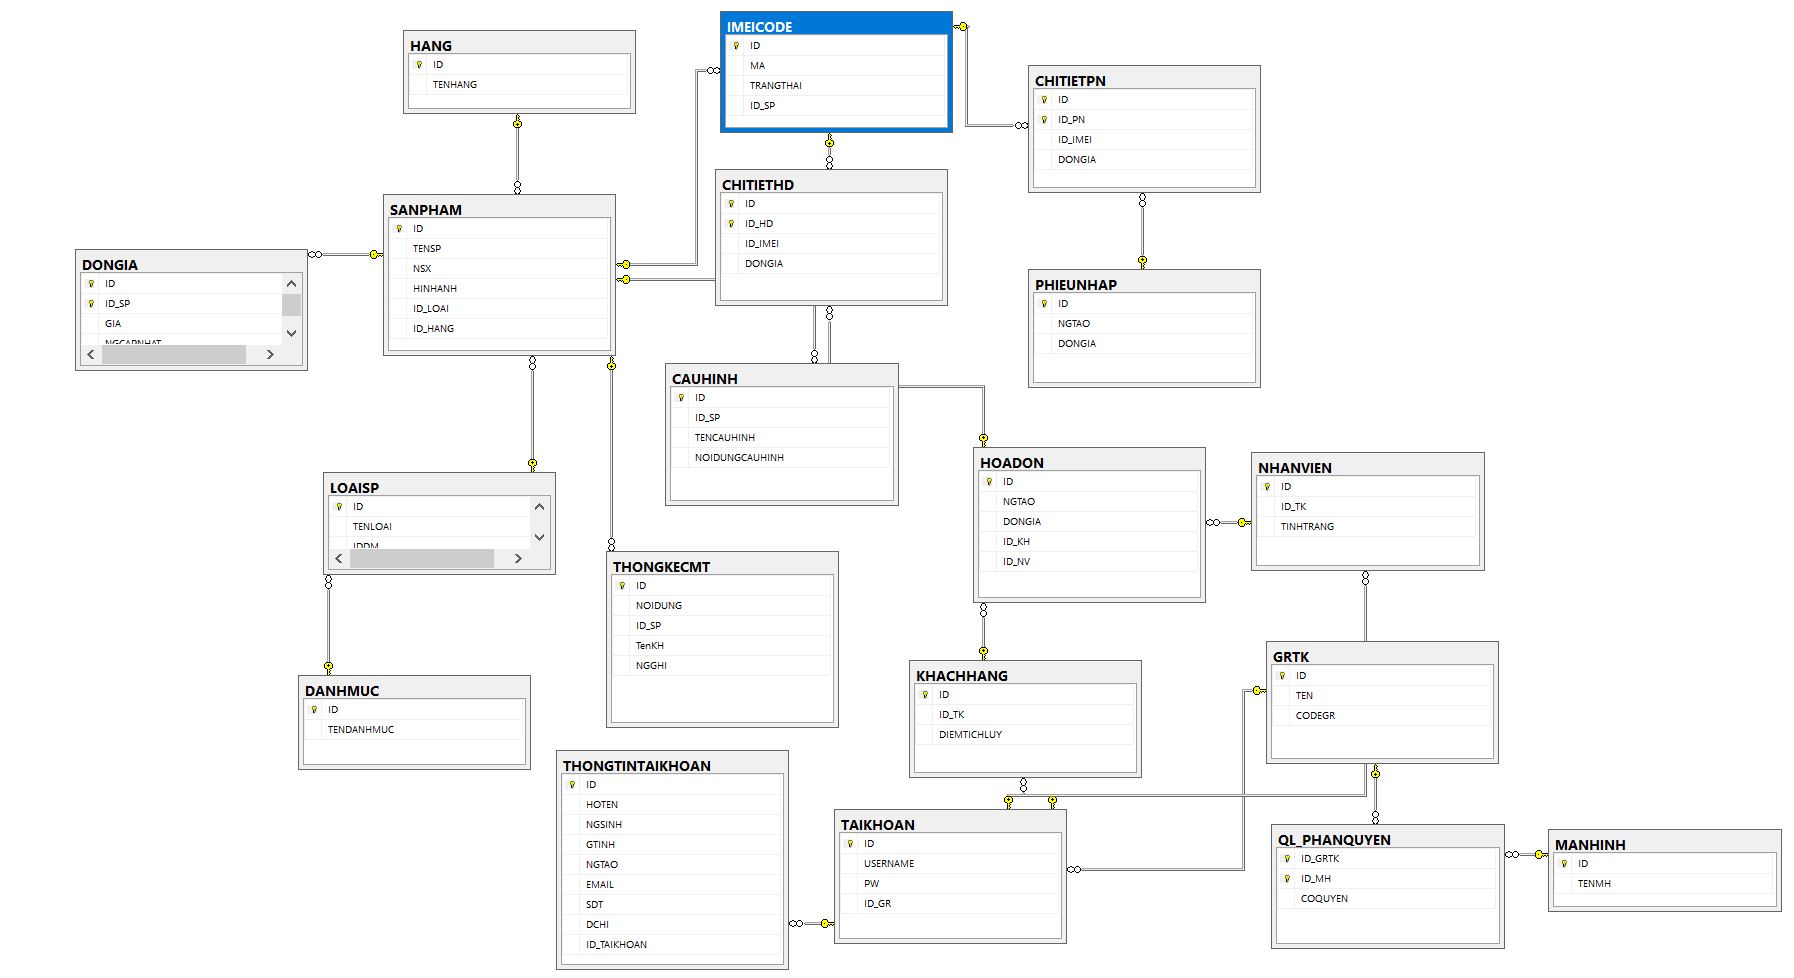 HANG
ID
TENHANG
IMEICODE
ID
MA
TRANGTHAI
ID_SP
CHITIETPN
ID
ID_PN
ID_IMEI
DONGIA
CHITIETHD
ID
ID_HD
ID_IMEI
DONGIA
SANPHAM
ID
TENSP
NSX
HINHANH
ID_LOAI
ID_HANG
DONGIA
ID
ID_SP
GIA
NGCAPNHAT
PHIEUNHAP
ID
NGTAO
DONGIA
CAUHINH
ID
ID_SP
TENCAUHINH
NOIDUNGCAUHINH
HOADON
ID
NGTAO
DONGIA
ID_KH
ID_NV
NHANVIEN
ID
ID_TK
TINHTRANG
LOAISP
ID
TENLOAI
IDDM
THONGKECMT
ID
NOIDUNG
ID_SP
TenKH
NGGHI
GRTK
ID
TEN
CODEGR
KHACHHANG
ID
ID_TK
DIEMTICHLUY
DANHMUC
ID
TENDANHMUC
THONGTINTAIKHOAN
ID
HOTEN
NGSINH
GTINH
NGTAO
EMAIL
SDT
DCHI
ID_TAIKHOAN
TAIKHOAN
ID
USERNAME
PW
ID_GR
QL_PHANQUYEN
ID_GRTK
ID_MH
COQUYEN
MANHINH
ID
TENMH